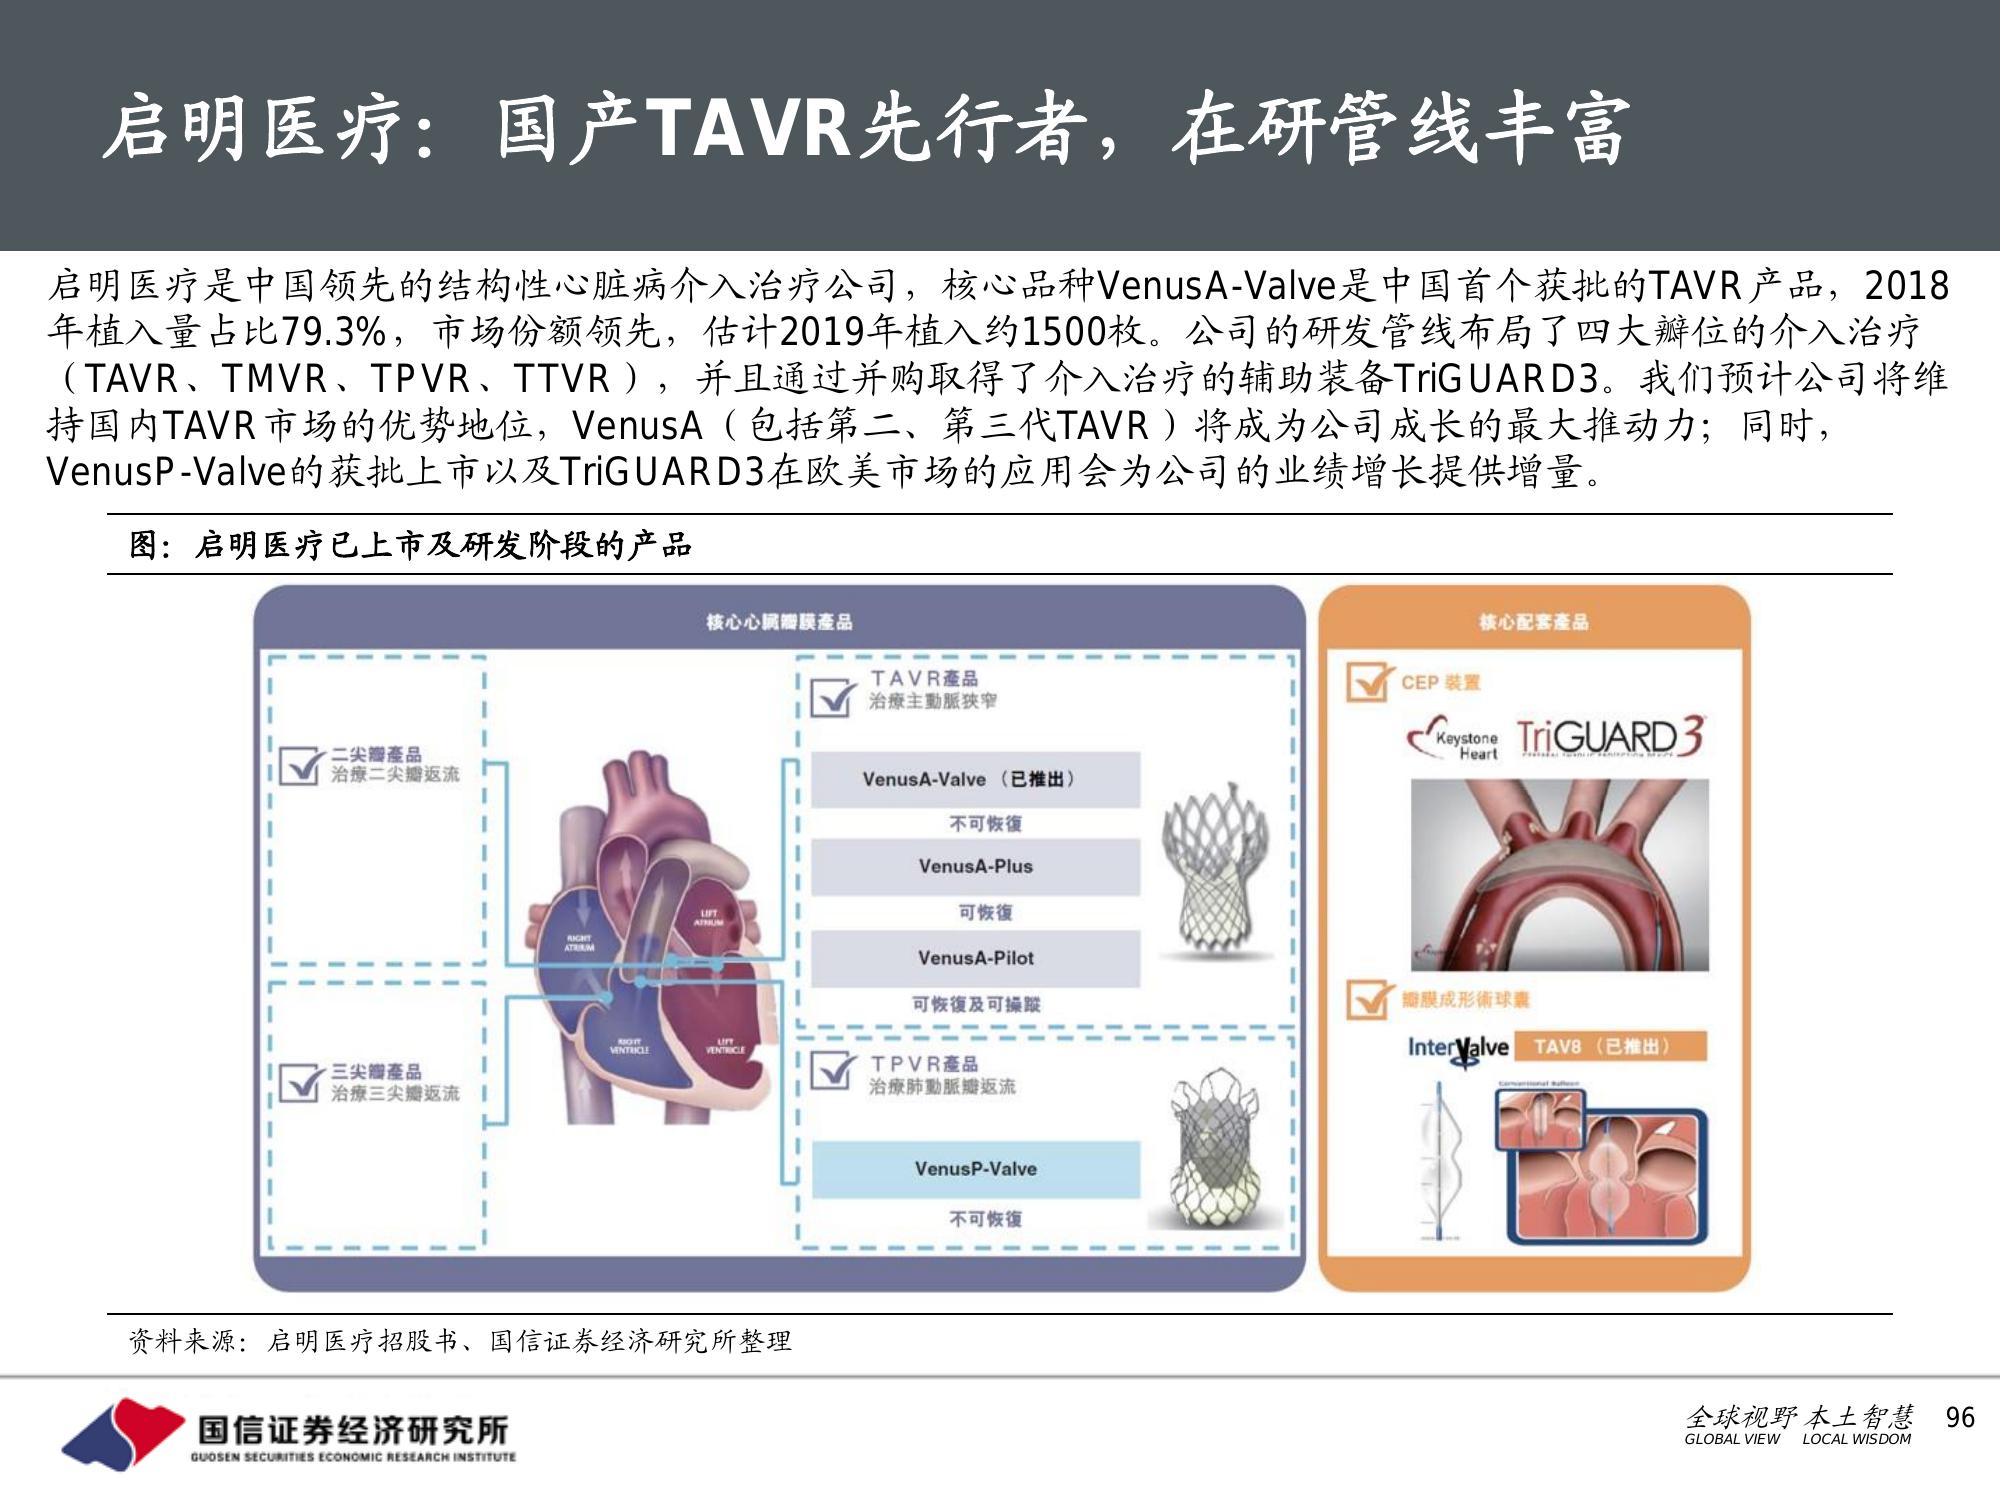 启明医疗：国产TAVR先行者，在研管线丰富
启明医疗是中国领先的结构性心脏病介入治疗公司，核心品种VenusA-Valve是中国首个获批的TAVR产品，2018
年植入量占比79.3%，市场份额领先，估计2019年植入约1500枚。公司的研发管线布局了四大瓣位的介入治疗
（TAVR、TMVR、TPVR、TTVR），并且通过并购取得了介入治疗的辅助装备TriGUARD3。我们预计公司将维
持国内TAVR市场的优势地位，VenusA（包括第二、第三代TAVR）将成为公司成长的最大推动力；同时，
VenusP-Valve的获批上市以及TriGUARD3在欧美市场的应用会为公司的业绩增长提供增量。
图：启明医疗已上市及研发阶段的产品
核心心臟瓣膜產品
二尖瓣產品
治療二尖瓣返流
三尖瓣產品
治療三尖瓣返流
RIGHT
ATRIUM
LIFT
ATRIUM
RIGHT
VENTRICLE
LIFT
VENTRICLE
TAVR產品
治療主動脈狹窄
VenusA-Valve（已推出）
不可恢復
VenusA-Plus
可恢復
VenusA-Pilot
可恢復及可操蹤
TPVR產品
治療肺動脈瓣返流
VenusP-Valve
不可恢復
核心配套產品
CEP 裝置
Keystone
Heart
TriGUARD3
瓣膜成形術球囊
InterValve
TAV8（已推出）
Conventional Balloon
资料来源：启明医疗招股书、国信证券经济研究所整理
国信证券经济研究所
GUOSEN SECURITIES ECONOMIC RESEARCH INSTITUTE
全球视野 本土智慧
GLOBAL VIEW LOCAL WISDOM
96